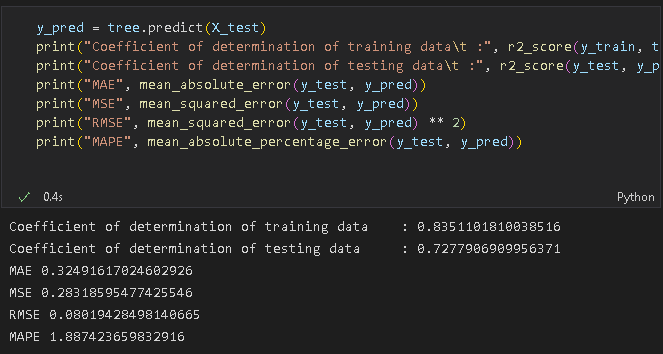 y_pred = tree.predict(X_test)
print("Coefficient of determination of training data\t :", r2_score(y_train, t
print("Coefficient of determination of testing data\t :", r2_score(y_test, y_p
print("MAE", mean_absolute_error(y_test, y_pred))
print("MSE", mean_squared_error(y_test, y_pred))
print("RMSE", mean_squared_error(y_test, y_pred) ** 2)
print("MAPE", mean_absolute_percentage_error(y_test, y_pred))
0.4s Python
Coefficient of determination of training data : 0.8351101810038516
Coefficient of determination of testing data : 0.7277906909956371
MAE 0.32491617024602926
MSE 0.28318595477425546
RMSE 0.08019428498140665
MAPE 1.887423659832916